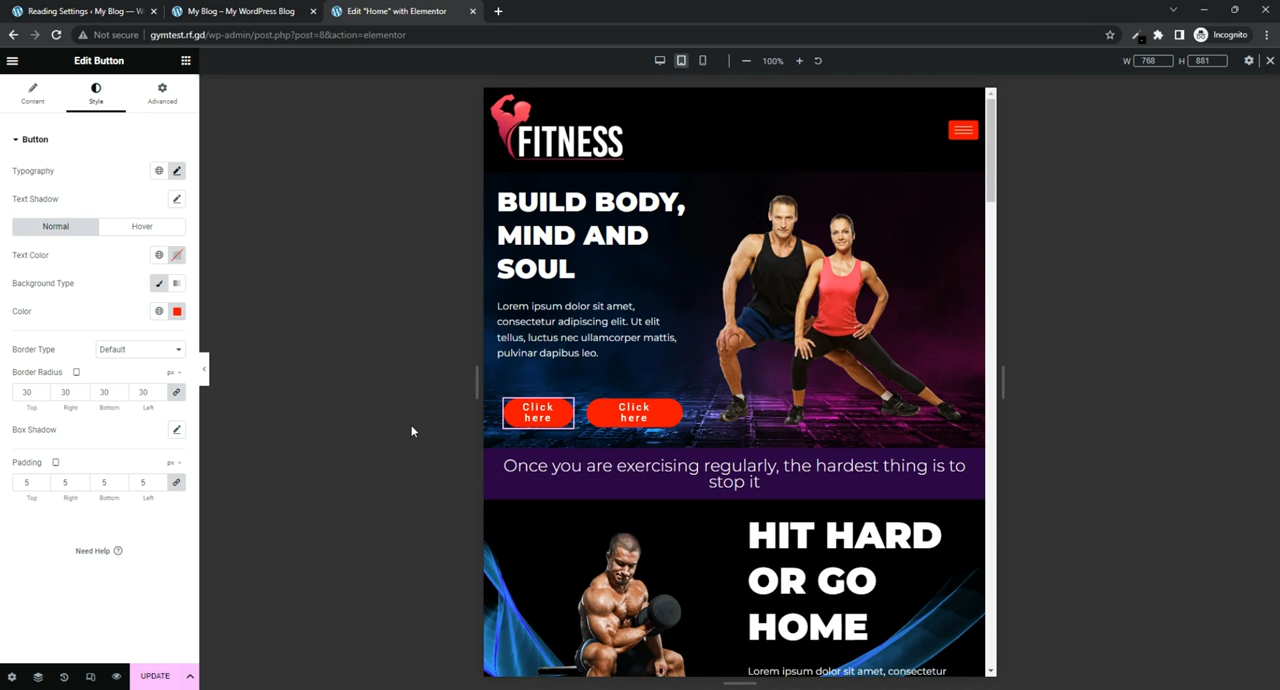 Reading Settings ‹ My Blog — W
My Blog – My WordPress Blog
Edit "Home" with Elementor
Not secure
gymtest.rf.gd/wp-admin/post.php?post=8&action=elementor
Incognito
Edit Button
100%
W 768 H 881
Content
Style
Advanced
Button
Typography
Text Shadow
Normal
Hover
Text Color
Background Type
Color
Border Type
Default
Border Radius
px
30 30 30 30
Top Right Bottom Left
Box Shadow
Padding
px
5 5 5 5
Top Right Bottom Left
Need Help
UPDATE
FITNESS
BUILD BODY,
MIND AND
SOUL
Lorem ipsum dolor sit amet,
consectetur adipiscing elit. Ut elit
tellus, luctus nec ullamcorper mattis,
pulvinar dapibus leo.
Click
here
Click
here
Once you are exercising regularly, the hardest thing is to
stop it
HIT HARD
OR GO
HOME
Lorem ipsum dolor sit amet, consectetur